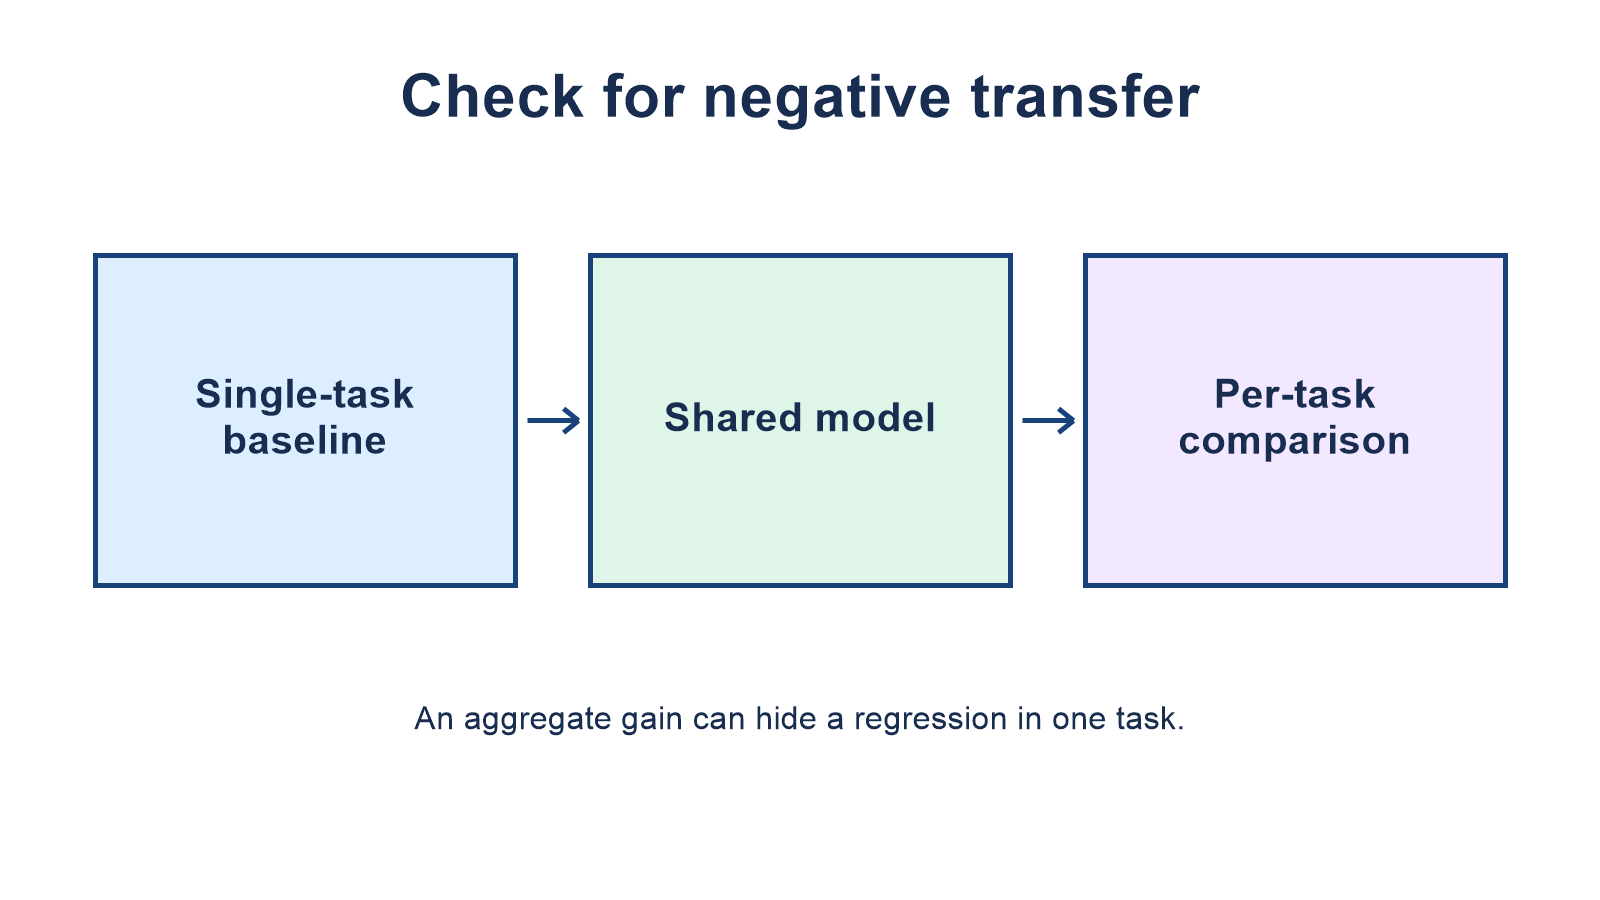 Check for negative transfer
Single-task
baseline
Shared model
Per-task
comparison
An aggregate gain can hide a regression in one task.